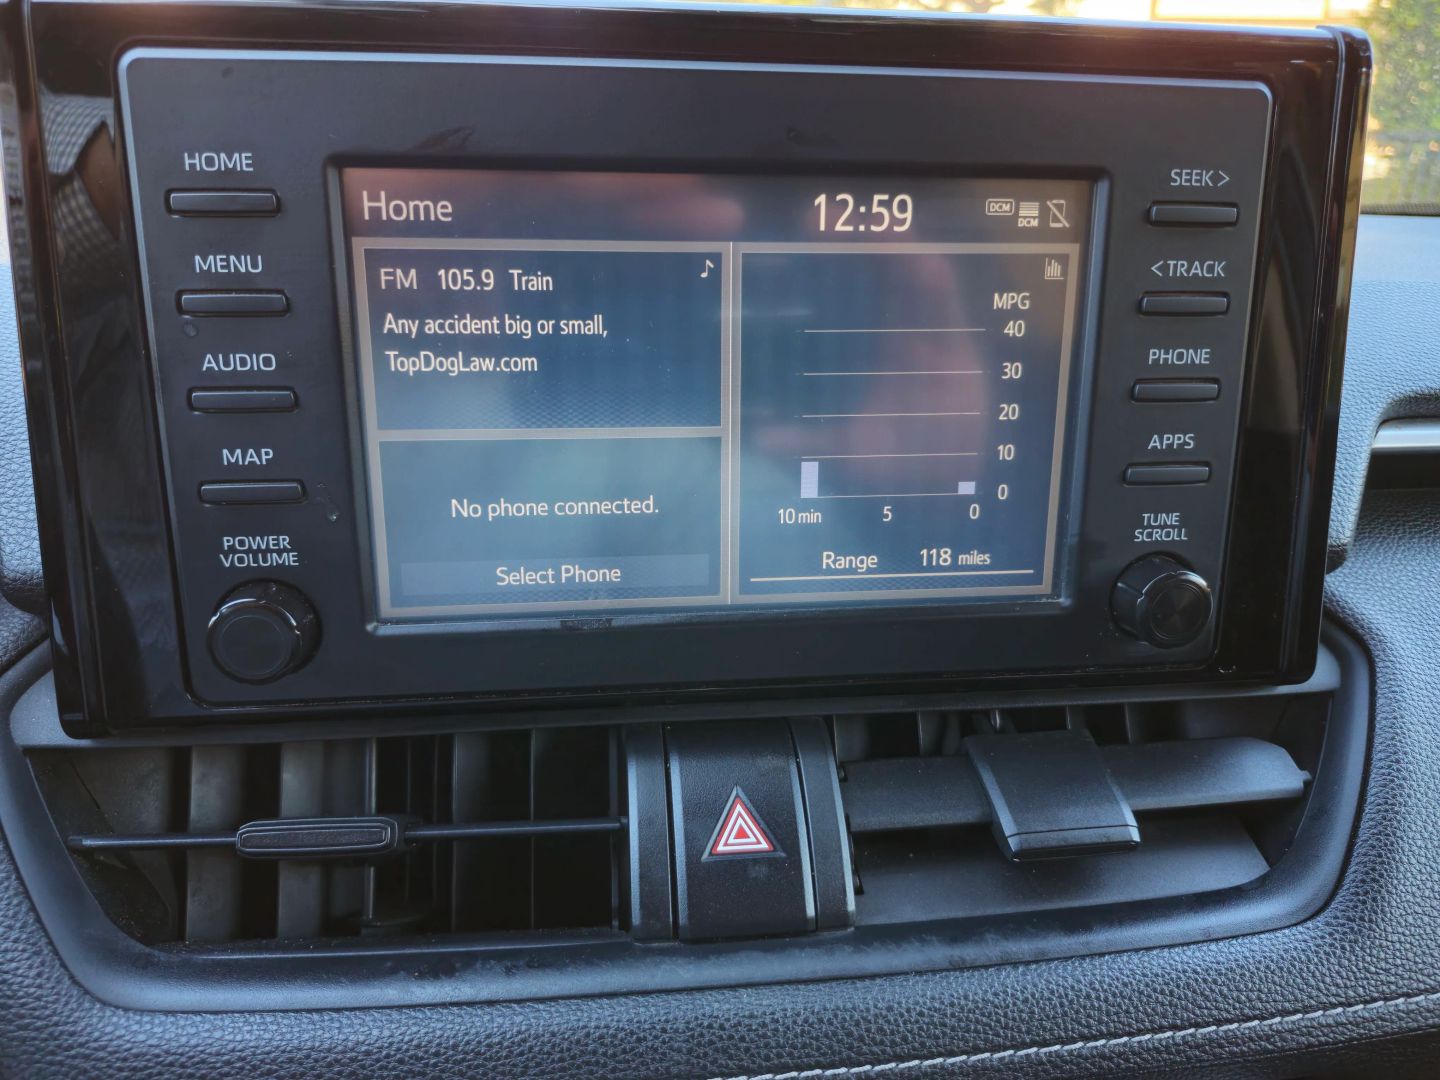 HOME
MENU
AUDIO
MAP
POWER
VOLUME
Home 12:59 DCM DCM
FM 105.9 Train
Any accident big or small,
TopDogLaw.com
No phone connected.
Select Phone
MPG
40
30
20
10
0
10 min 5 0
Range 118 miles
SEEK >
< TRACK
PHONE
APPS
TUNE
SCROLL